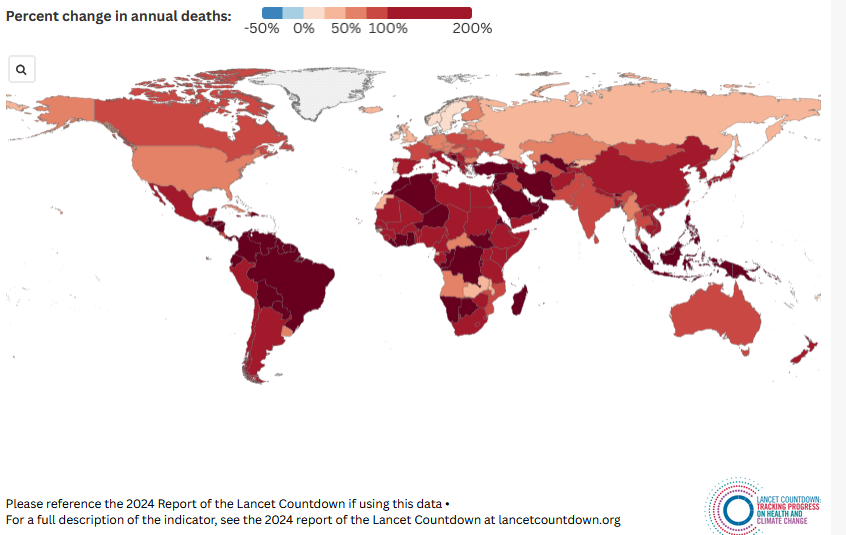 Percent change in annual deaths:
-50% 0% 50% 100% 200%
Please reference the 2024 Report of the Lancet Countdown if using this data •
For a full description of the indicator, see the 2024 report of the Lancet Countdown at lancetcountdown.org
LANCET COUNTDOWN:
TRACKING PROGRESS
ON HEALTH AND
CLIMATE CHANGE